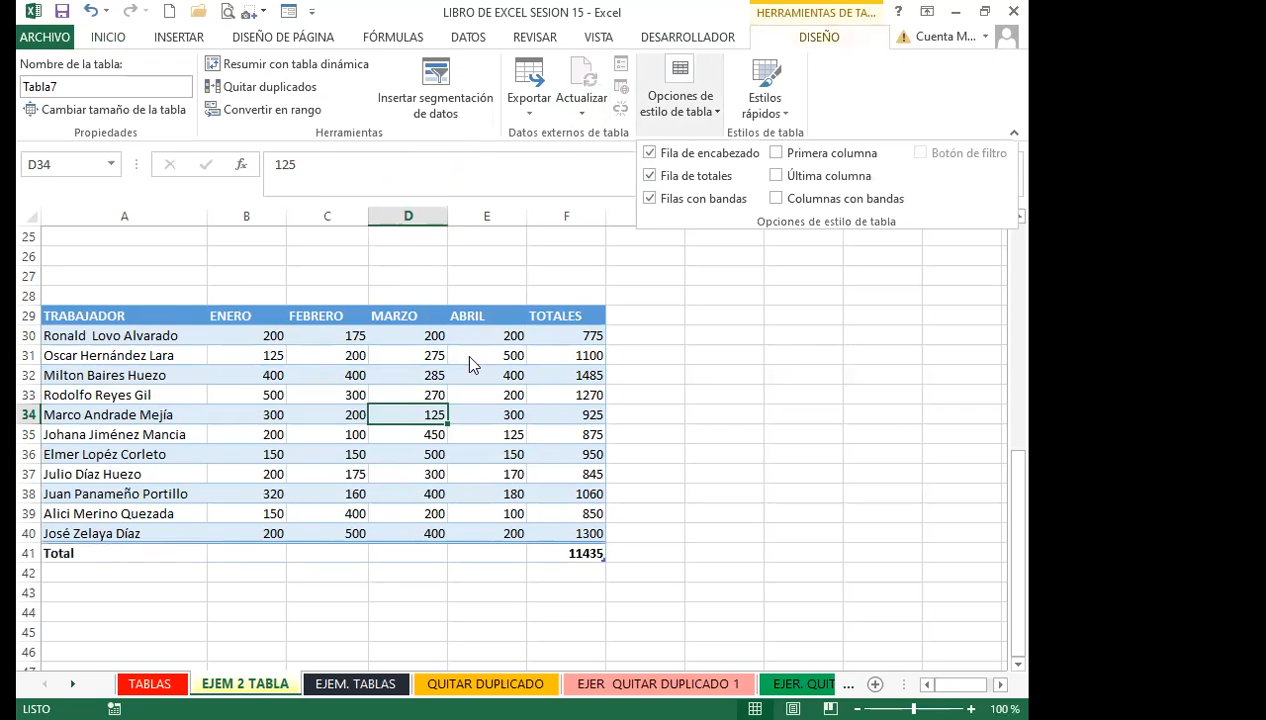 LIBRO DE EXCEL SESION 15 - Excel
HERRAMIENTAS DE TA...
?
ARCHIVO INICIO INSERTAR DISEÑO DE PÁGINA FÓRMULAS DATOS REVISAR VISTA DESARROLLADOR DISEÑO Cuenta M...
Nombre de la tabla:
Tabla7
Cambiar tamaño de la tabla
Propiedades
Resumir con tabla dinámica
Quitar duplicados
Convertir en rango
Insertar segmentación
de datos
Herramientas
Exportar Actualizar
Datos externos de tabla
Opciones de
estilo de tabla
Estilos
rápidos
Estilos de tabla
D34 fx 125
Fila de encabezado Primera columna Botón de filtro
Fila de totales Última columna
Filas con bandas Columnas con bandas
Opciones de estilo de tabla
A B C D E F
25
26
27
28
29 TRABAJADOR ENERO FEBRERO MARZO ABRIL TOTALES
30 Ronald Lovo Alvarado 200 175 200 200 775
31 Oscar Hernández Lara 125 200 275 500 1100
32 Milton Baires Huezo 400 400 285 400 1485
33 Rodolfo Reyes Gil 500 300 270 200 1270
34 Marco Andrade Mejía 300 200 125 300 925
35 Johana Jiménez Mancia 200 100 450 125 875
36 Elmer Lopéz Corleto 150 150 500 150 950
37 Julio Díaz Huezo 200 175 300 170 845
38 Juan Panameño Portillo 320 160 400 180 1060
39 Alici Merino Quezada 150 400 200 100 850
40 José Zelaya Díaz 200 500 400 200 1300
41 Total 11435
42
43
44
45
46
47
TABLAS EJEM 2 TABLA EJEM. TABLAS QUITAR DUPLICADO EJER QUITAR DUPLICADO 1 EJER. QUIT ...
LISTO 100 %